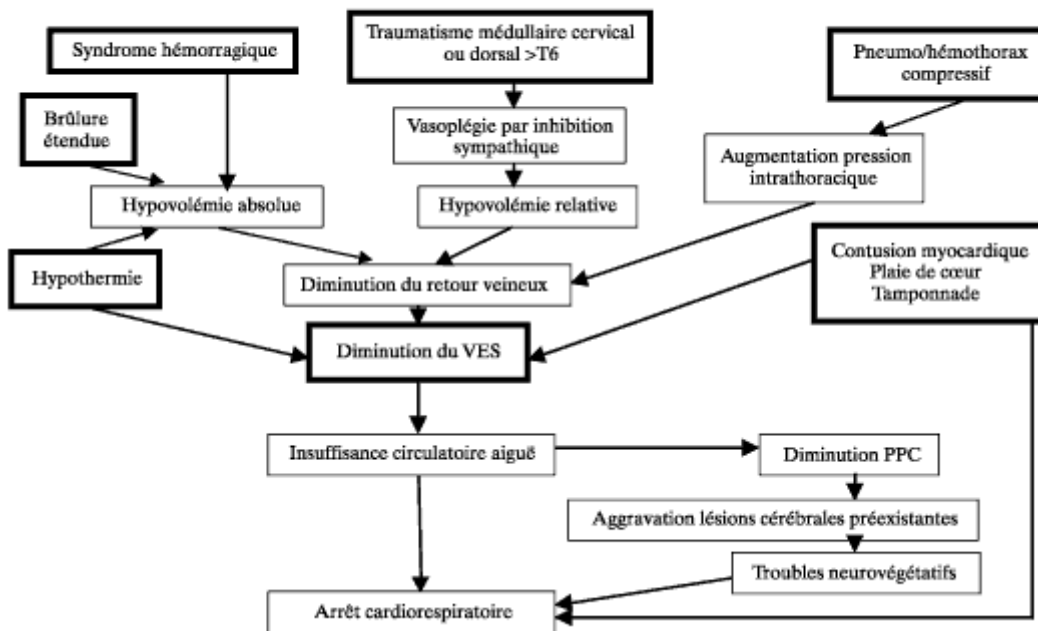 Syndrome hémorragique
Traumatisme médullaire cervical
ou dorsal >T6
Pneumo/hémothorax
compressif
Brûlure
étendue
Vasoplégie par inhibition
sympathique
Augmentation pression
intrathoracique
Hypovolémie absolue
Hypovolémie relative
Hypothermie
Diminution du retour veineux
Contusion myocardique
Plaie de cœur
Tamponnade
Diminution du VES
Insuffisance circulatoire aiguë
Diminution PPC
Aggravation lésions cérébrales préexistantes
Troubles neurovégétatifs
Arrêt cardiorespiratoire